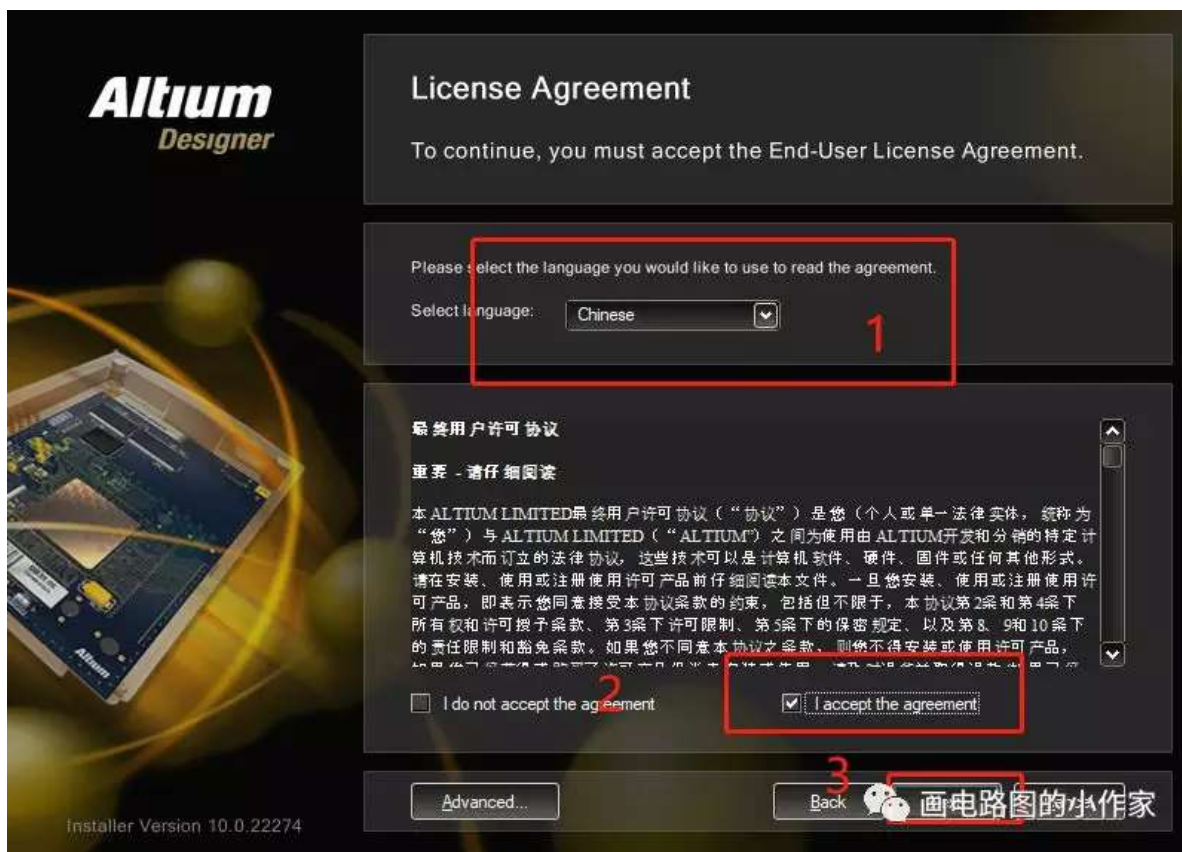 Altium
Designer
License Agreement
To continue, you must accept the End-User License Agreement.
Please select the language you would like to use to read the agreement.
Select language:
Chinese
1
最终用户许可协议
重要 - 请仔细阅读
本 ALTIUM LIMITED最终用户许可协议（“协议”）是您（个人或单一法律实体，统称为
“您”）与 ALTIUM LIMITED（“ALTIUM”）之间为使用由 ALTIUM开发和分销的特定计
算机技术而订立的法律协议，这些技术可以是计算机软件、硬件、固件或任何其他形式。
请在安装、使用或注册使用许可产品前仔细阅读本文件。一旦您安装、使用或注册使用许
可产品，即表示您同意接受本协议条款的约束，包括但不限于，本协议第2条和第4条下
所有权和许可授予条款、第3条下许可限制、第5条下的保密规定、以及第8、9和10条下
的责任限制和豁免条款。如果您不同意本协议之条款，则您不得安装或使用许可产品，
2
I do not accept the agreement
I accept the agreement
3
Advanced...
Back
画电路图的小作家
Installer Version 10.0.22274
Altium